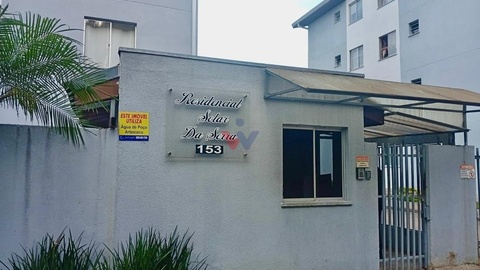 Residencial
Solar
Da Serra
153
ESTE IMÓVEL
UTILIZA
Água de Poço
Artesiano